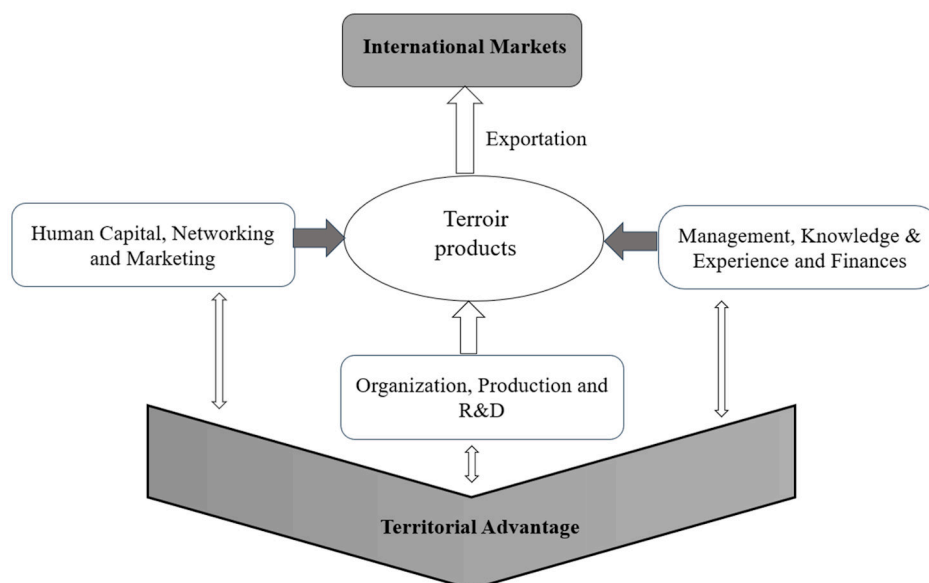 International Markets
Exportation
Terroir
products
Human Capital, Networking
and Marketing
Management, Knowledge &
Experience and Finances
Organization, Production and
R&D
Territorial Advantage